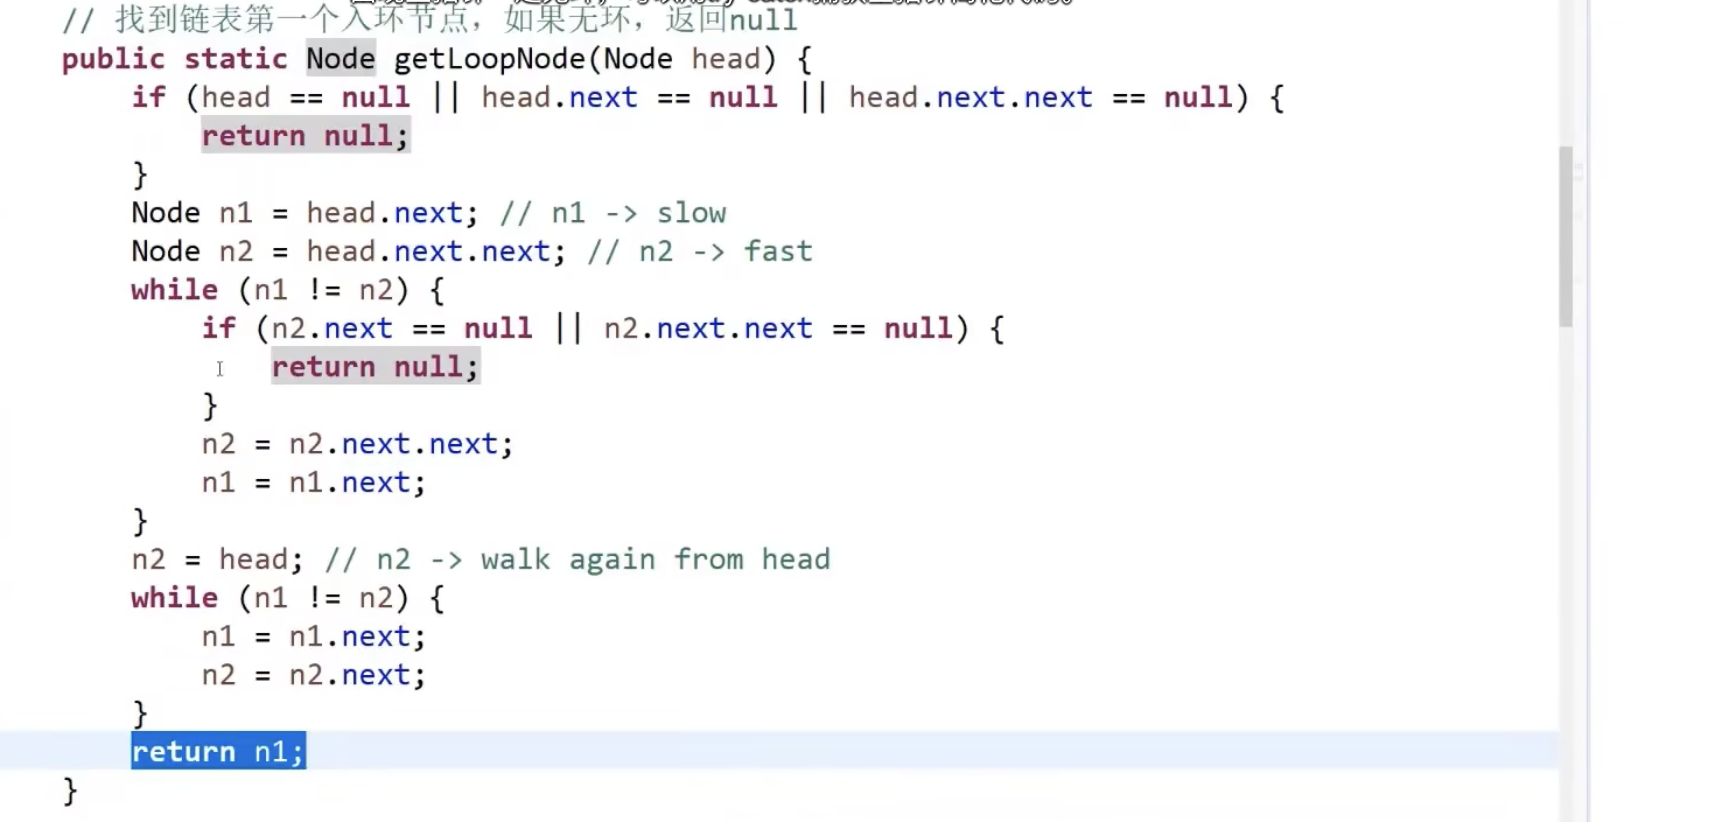 // 找到链表第一个入环节点，如果无环，返回null
public static Node getLoopNode(Node head) {
if (head == null || head.next == null || head.next.next == null) {
return null;
}
Node n1 = head.next; // n1 -> slow
Node n2 = head.next.next; // n2 -> fast
while (n1 != n2) {
if (n2.next == null || n2.next.next == null) {
return null;
}
n2 = n2.next.next;
n1 = n1.next;
}
n2 = head; // n2 -> walk again from head
while (n1 != n2) {
n1 = n1.next;
n2 = n2.next;
}
return n1;
}